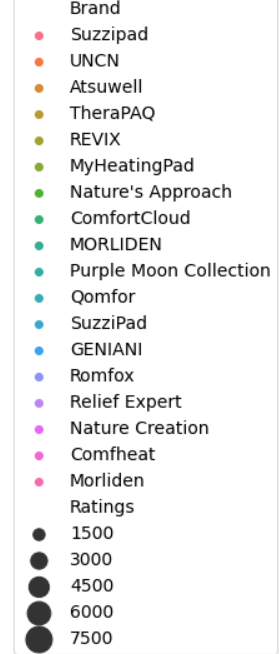 Brand
Suzzipad
UNCN
Atsuwell
TheraPAQ
REVIX
MyHeatingPad
Nature's Approach
ComfortCloud
MORLIDEN
Purple Moon Collection
Qomfor
SuzziPad
GENIANI
Romfox
Relief Expert
Nature Creation
Comfheat
Morliden
Ratings
1500
3000
4500
6000
7500